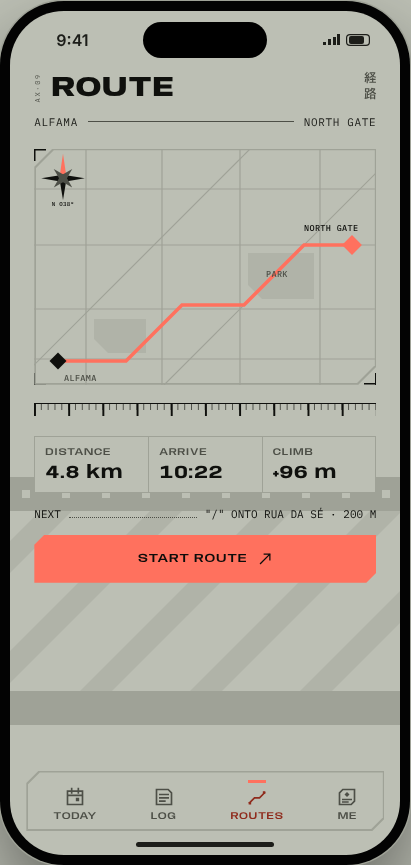 9:41
AX·09
ROUTE
経路
ALFAMA
NORTH GATE
N 038°
NORTH GATE
PARK
ALFAMA
DISTANCE
4.8 km
ARRIVE
10:22
CLIMB
+96 m
NEXT "/" ONTO RUA DA SÉ · 200 M
START ROUTE ↗
TODAY
LOG
ROUTES
ME